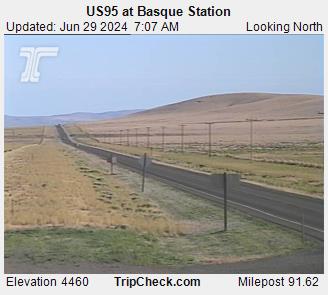 US95 at Basque Station
Updated: Jun 29 2024 7:07 AM Looking North
Elevation 4460 TripCheck.com Milepost 91.62